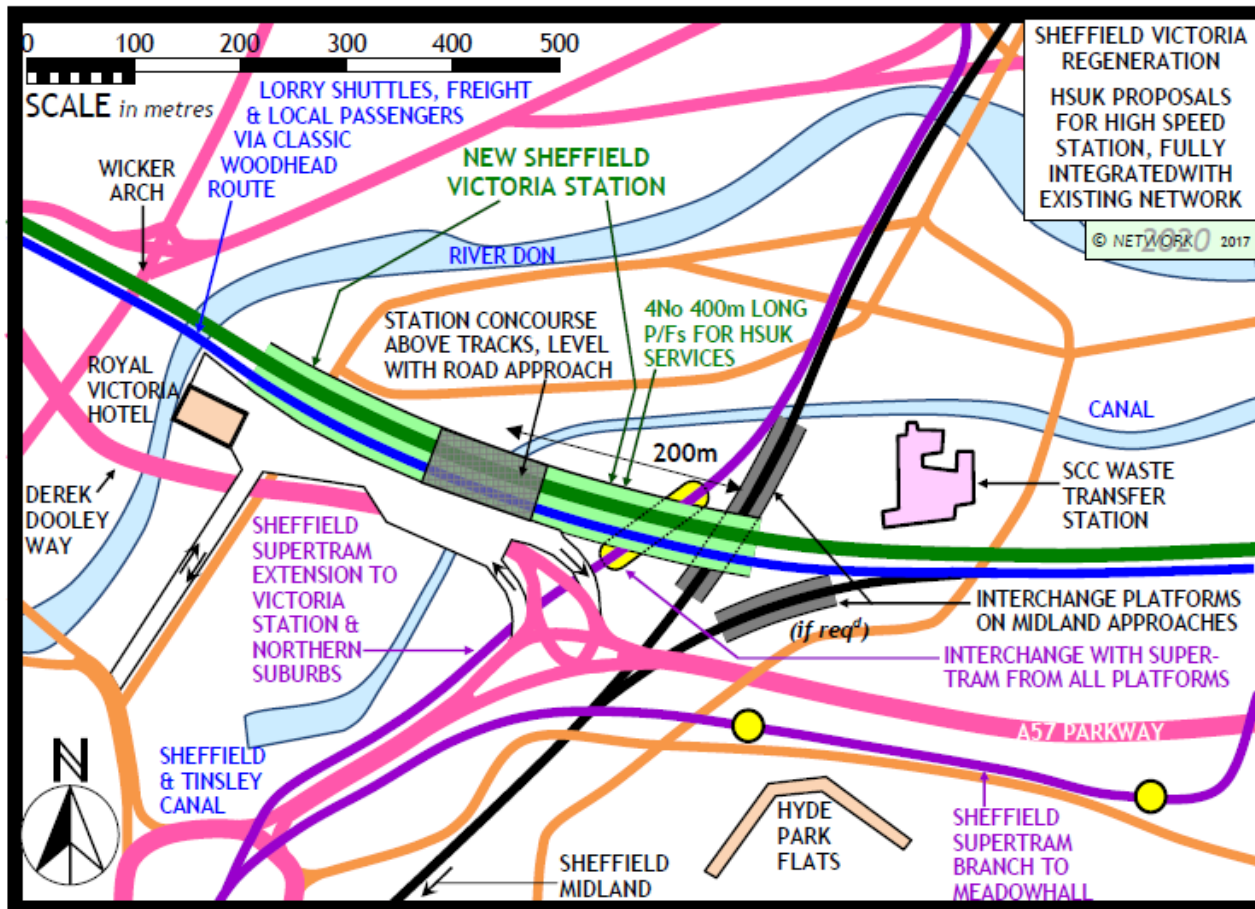 0 100 200 300 400 500
SCALE in metres
LORRY SHUTTLES, FREIGHT
& LOCAL PASSENGERS
VIA CLASSIC
WOODHEAD
ROUTE
SHEFFIELD VICTORIA
REGENERATION
HSUK PROPOSALS
FOR HIGH SPEED
STATION, FULLY
INTEGRATEDWITH
EXISTING NETWORK
© NETWORK 2020 2017
WICKER
ARCH
NEW SHEFFIELD
VICTORIA STATION
RIVER DON
STATION CONCOURSE
ABOVE TRACKS, LEVEL
WITH ROAD APPROACH
4No 400m LONG
P/Fs FOR HSUK
SERVICES
ROYAL
VICTORIA
HOTEL
CANAL
200m
DEREK
DOOLEY
WAY
SCC WASTE
TRANSFER
STATION
SHEFFIELD
SUPERTRAM
EXTENSION TO
VICTORIA
STATION &
NORTHERN
SUBURBS
(if reqᵈ)
INTERCHANGE PLATFORMS
ON MIDLAND APPROACHES
INTERCHANGE WITH SUPER-
TRAM FROM ALL PLATFORMS
A57 PARKWAY
N
SHEFFIELD
& TINSLEY
CANAL
HYDE
PARK
FLATS
SHEFFIELD
MIDLAND
SHEFFIELD
SUPERTRAM
BRANCH TO
MEADOWHALL